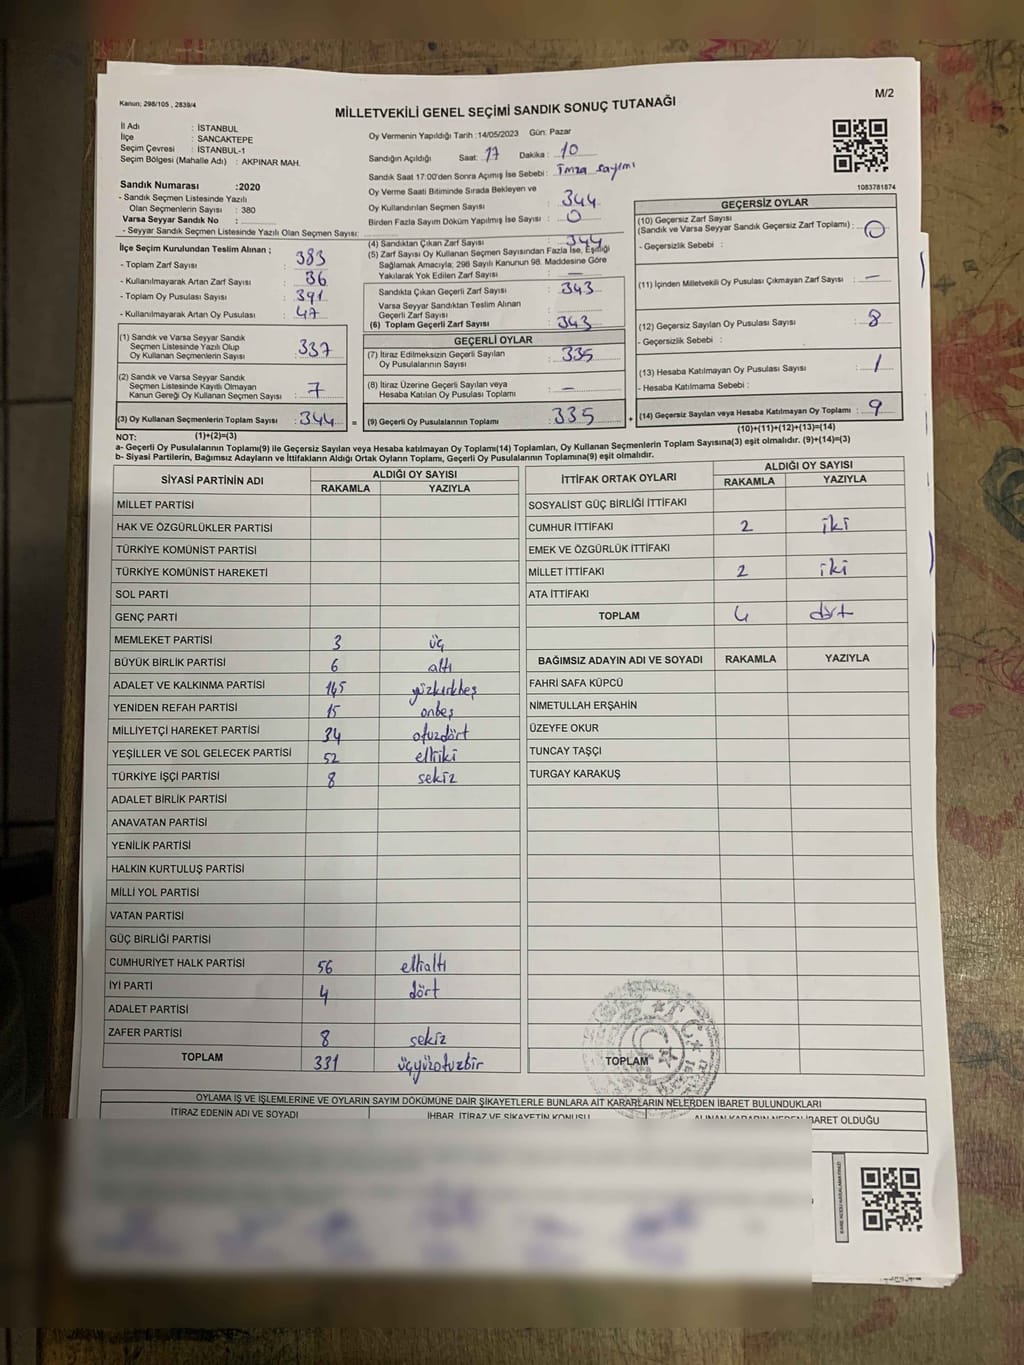 Kanun; 298/105 , 2839/4
M/2
MİLLETVEKİLİ GENEL SEÇİMİ SANDIK SONUÇ TUTANAĞI
İl Adı : İSTANBUL
İlçe : SANCAKTEPE
Seçim Çevresi : İSTANBUL-1
Seçim Bölgesi (Mahalle Adı) : AKPINAR MAH.
Oy Vermenin Yapıldığı Tarih :14/05/2023 Gün: Pazar
Sandığın Açıldığı Saat: 17 Dakika : 10
Sandık Saat 17:00'den Sonra Açımış İse Sebebi : imza sayımı
Oy Verme Saati Bitiminde Sırada Bekleyen ve
Oy Kullandırılan Seçmen Sayısı : 344
Birden Fazla Sayım Döküm Yapılmış İse Sayısı : 0
1083781874
Sandık Numarası :2020
- Sandık Seçmen Listesinde Yazılı
Olan Seçmenlerin Sayısı : 380
Varsa Seyyar Sandık No :
- Seyyar Sandık Seçmen Listesinde Yazılı Olan Seçmen Sayısı:
İlçe Seçim Kurulundan Teslim Alınan ;
- Toplam Zarf Sayısı : 383
- Kullanılmayarak Artan Zarf Sayısı : 36
- Toplam Oy Pusulası Sayısı : 391
- Kullanılmayarak Artan Oy Pusulası : 47
(4) Sandıktan Çıkan Zarf Sayısı : 344
(5) Zarf Sayısı Oy Kullanan Seçmen Sayısından Fazla İse, Eşitliği
Sağlamak Amacıyla; 298 Sayılı Kanunun 98. Maddesine Göre
Yakılarak Yok Edilen Zarf Sayısı : —
Sandıkta Çıkan Geçerli Zarf Sayısı : 343
Varsa Seyyar Sandıktan Teslim Alınan
Geçerli Zarf Sayısı :
(6) Toplam Geçerli Zarf Sayısı : 343
GEÇERSİZ OYLAR
(10) Geçersiz Zarf Sayısı
(Sandık ve Varsa Seyyar Sandık Geçersiz Zarf Toplamı) : 0
- Geçersizlik Sebebi :
(11) İçinden Milletvekili Oy Pusulası Çıkmayan Zarf Sayısı : —
(12) Geçersiz Sayılan Oy Pusulası Sayısı : 8
- Geçersizlik Sebebi :
(13) Hesaba Katılmayan Oy Pusulası Sayısı : 1
- Hesaba Katılmama Sebebi :
(14) Geçersiz Sayılan veya Hesaba Katılmayan Oy Toplamı : 9
(10)+(11)+(12)+(13)=(14)
(1) Sandık ve Varsa Seyyar Sandık
Seçmen Listesinde Yazılı Olup
Oy Kullanan Seçmenlerin Sayısı : 337
(2) Sandık ve Varsa Seyyar Sandık
Seçmen Listesinde Kayıtlı Olmayan
Kanun Gereği Oy Kullanan Seçmen Sayısı : 7
(3) Oy Kullanan Seçmenlerin Toplam Sayısı : 344 =
(1)+(2)=(3)
GEÇERLİ OYLAR
(7) İtiraz Edilmeksizin Geçerli Sayılan
Oy Pusulalarının Sayısı : 335
(8) İtiraz Üzerine Geçerli Sayılan veya
Hesaba Katılan Oy Pusulası Toplamı : —
(9) Geçerli Oy Pusulalarının Toplamı : 335 +
NOT:
a- Geçerli Oy Pusulalarının Toplamı(9) ile Geçersiz Sayılan veya Hesaba katılmayan Oy Toplam(14) Toplamları, Oy Kullanan Seçmenlerin Toplam Sayısına(3) eşit olmalıdır. (9)+(14)=(3)
b- Siyasi Partilerin, Bağımsız Adayların ve İttifakların Aldığı Ortak Oyların Toplamı, Geçerli Oy Pusulalarının Toplamına(9) eşit olmalıdır.
SİYASİ PARTİNİN ADI ALDIĞI OY SAYISI
RAKAMLA YAZIYLA
MİLLET PARTİSİ
HAK VE ÖZGÜRLÜKLER PARTİSİ
TÜRKİYE KOMÜNİST PARTİSİ
TÜRKİYE KOMÜNİST HAREKETİ
SOL PARTİ
GENÇ PARTİ
MEMLEKET PARTİSİ 3 üç
BÜYÜK BİRLİK PARTİSİ 6 altı
ADALET VE KALKINMA PARTİSİ 145 yüzkırkbeş
YENİDEN REFAH PARTİSİ 15 onbeş
MİLLİYETÇİ HAREKET PARTİSİ 34 otuzdört
YEŞİLLER VE SOL GELECEK PARTİSİ 52 elliiki
TÜRKİYE İŞÇİ PARTİSİ 8 sekiz
ADALET BİRLİK PARTİSİ
ANAVATAN PARTİSİ
YENİLİK PARTİSİ
HALKIN KURTULUŞ PARTİSİ
MİLLİ YOL PARTİSİ
VATAN PARTİSİ
GÜÇ BİRLİĞİ PARTİSİ
CUMHURİYET HALK PARTİSİ 56 ellialtı
İYİ PARTİ 4 dört
ADALET PARTİSİ
ZAFER PARTİSİ 8 sekiz
TOPLAM 331 üçyüzotuzbir
İTTİFAK ORTAK OYLARI ALDIĞI OY SAYISI
RAKAMLA YAZIYLA
SOSYALİST GÜÇ BİRLİĞİ İTTİFAKI
CUMHUR İTTİFAKI 2 iki
EMEK VE ÖZGÜRLÜK İTTİFAKI
MİLLET İTTİFAKI 2 iki
ATA İTTİFAKI
TOPLAM 4 dört
BAĞIMSIZ ADAYIN ADI VE SOYADI RAKAMLA YAZIYLA
FAHRİ SAFA KÜPCÜ
NİMETULLAH ERŞAHİN
ÜZEYFE OKUR
TUNCAY TAŞÇI
TURGAY KARAKUŞ
TOPLAM
OYLAMA İŞ VE İŞLEMLERİNE VE OYLARIN SAYIM DÖKÜMÜNE DAİR ŞİKAYETLERLE BUNLARA AİT KARARLARIN NELERDEN İBARET BULUNDUKLARI
İTİRAZ EDENİN ADI VE SOYADI İHBAR, İTİRAZ VE ŞİKAYETİN KONUSU ALINAN KARARIN NEDEN İBARET OLDUĞU